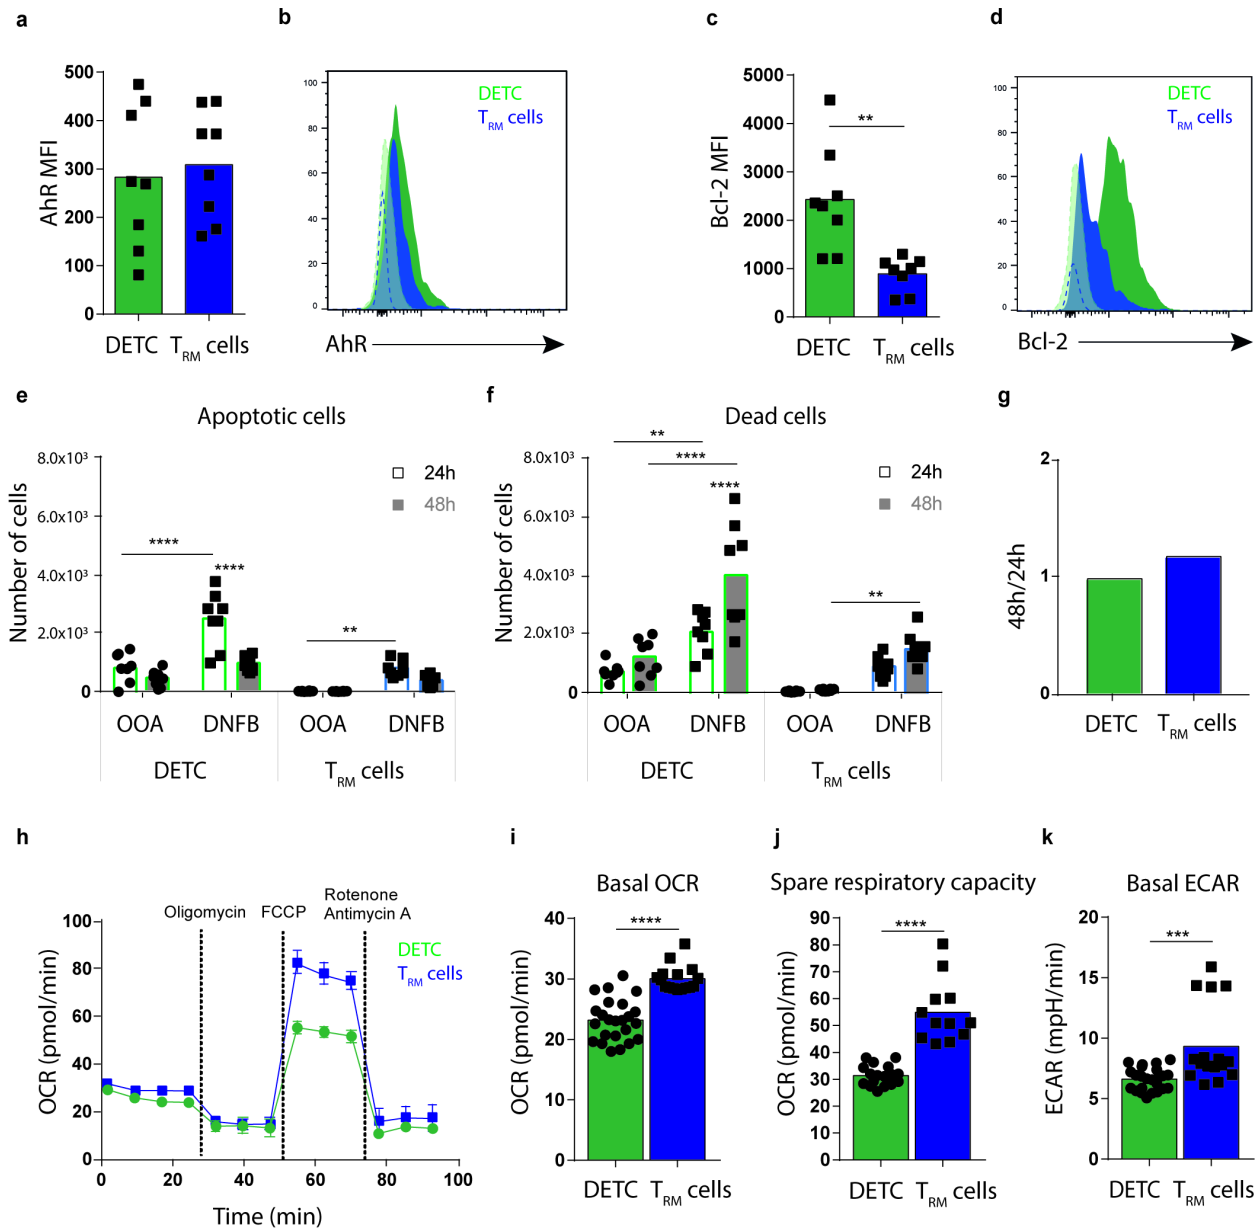 a
AhR MFI
500
400
300
200
100
0
DETC
TRM cells
b
DETC
TRM cells
100
80
60
40
20
0
AhR
c
Bcl-2 MFI
5000
4000
3000
2000
1000
0
**
DETC
TRM cells
d
DETC
TRM cells
100
80
60
40
20
0
Bcl-2
e
Apoptotic cells
Number of cells
8.0x10³
6.0x10³
4.0x10³
2.0x10³
0
24h
48h
****
****
**
OOA
DNFB
OOA
DNFB
DETC
TRM cells
f
Dead cells
Number of cells
8.0x10³
6.0x10³
4.0x10³
2.0x10³
0
24h
48h
**
****
****
**
OOA
DNFB
OOA
DNFB
DETC
TRM cells
g
48h/24h
2
1
0
DETC
TRM cells
h
OCR (pmol/min)
100
80
60
40
20
0
Oligomycin
FCCP
Rotenone
Antimycin A
DETC
TRM cells
0
20
40
60
80
100
Time (min)
i
Basal OCR
OCR (pmol/min)
40
30
20
10
0
****
DETC
TRM cells
j
Spare respiratory capacity
OCR (pmol/min)
90
80
70
60
50
40
30
20
10
0
****
DETC
TRM cells
k
Basal ECAR
ECAR (mpH/min)
20
15
10
5
0
***
DETC
TRM cells